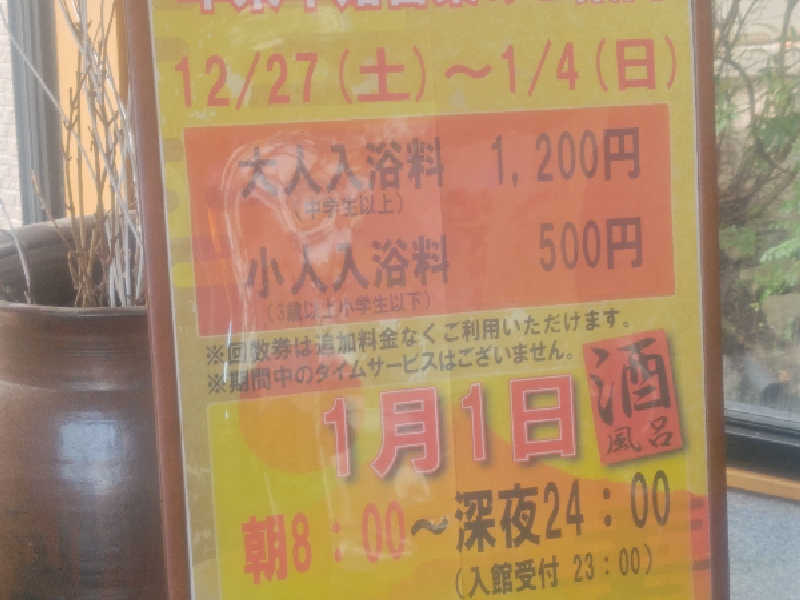 12/27(土)～1/4(日)
大人入浴料 1,200円
(中学生以上)
小人入浴料 500円
(3歳以上小学生以下)
※回数券は追加料金なくご利用いただけます。
※期間中のタイムサービスはございません。
1月1日
酒
風呂
朝8：00～深夜24：00
(入館受付 23：00)